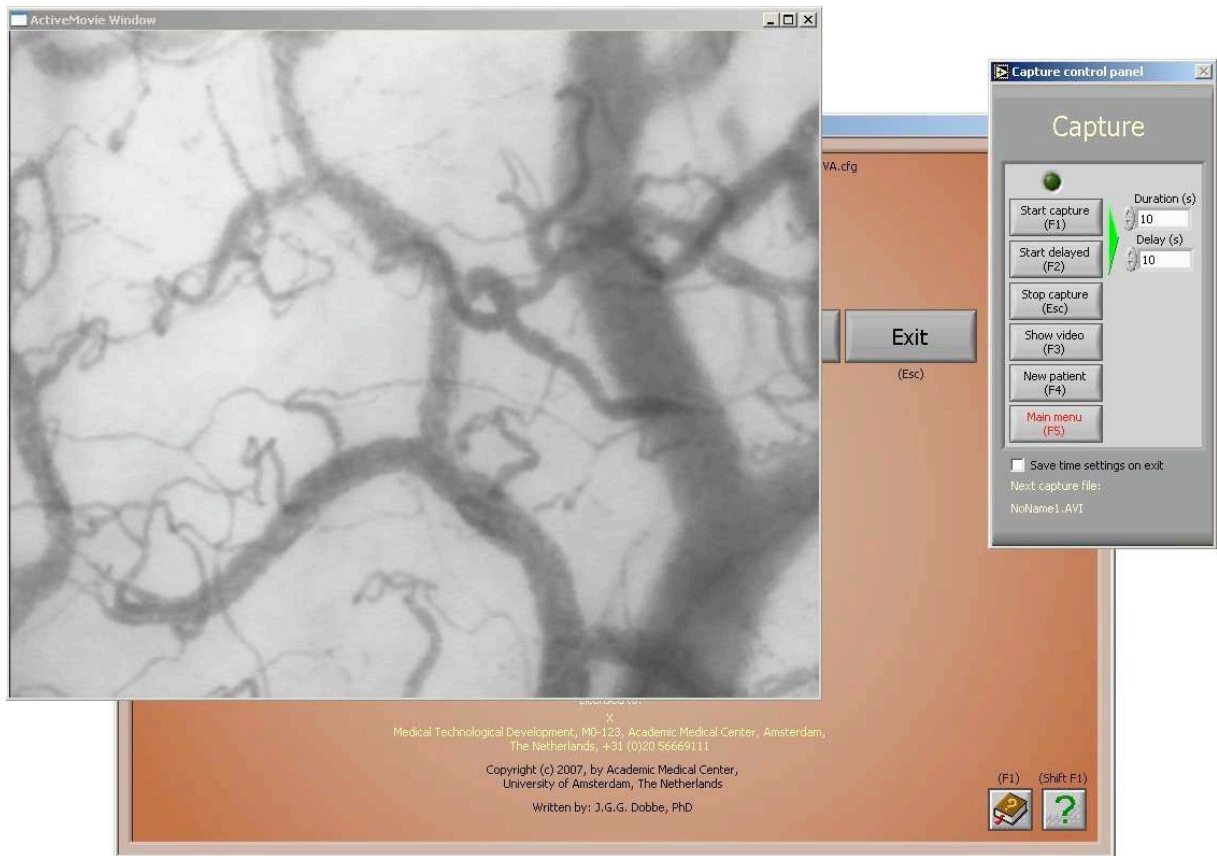 ActiveMovie Window
Capture control panel
Capture
VA.cfg
Duration (s)
Start capture
(F1)
10
Delay (s)
Start delayed
(F2)
10
Stop capture
(Esc)
Show video
(F3)
New patient
(F4)
Main menu
(F5)
Exit
(Esc)
Save time settings on exit
Next capture file:
NoName1.AVI
Licensed to:
X
Medical Technological Development, M0-123, Academic Medical Center, Amsterdam,
The Netherlands, +31 (0)20 56669111
Copyright (c) 2007, by Academic Medical Center,
University of Amsterdam, The Netherlands
Written by: J.G.G. Dobbe, PhD
(F1) (Shift F1)
?
?